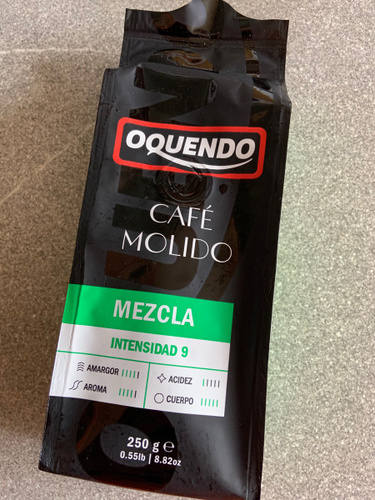 OQUENDO
CAFÉ
MOLIDO
MEZCLA
INTENSIDAD 9
AMARGOR
ACIDEZ
AROMA
CUERPO
250 g e
0.55lb | 8.82oz